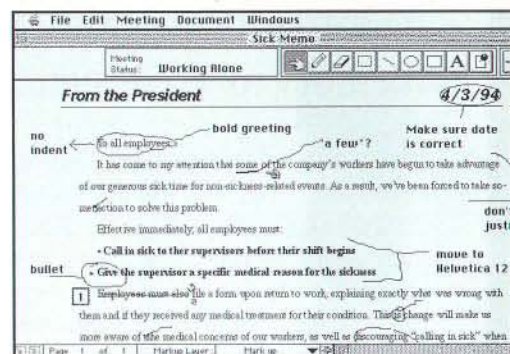 File Edit Meeting Document Windows
Sick Memo
Meeting
Status: Working Alone
A
From the President
4/3/94
no
indent
To all employees:
bold greeting
"a few"?
Make sure date
is correct
It has come to my attention that some of the company's workers have begun to take advantage
of our generous sick time for non-sickness-related events. As a result, we've been forced to take so-
me action to solve this problem.
don't
just
Effective immediately, all employees must:
• Call in sick to ther supervisors before their shift begins
move to
Helvetica 12
bullet
• Give the supervisor a specific medical reason for the sickness
1
Employees must also file a form upon return to work, explaining exactly what was wrong with
them and if they received any medical treatment for their condition. This change will make us
more aware of the medical concerns of our workers, as well as discouraging "calling in sick" when
Page 1 of 1 Markup Layer: Mark up